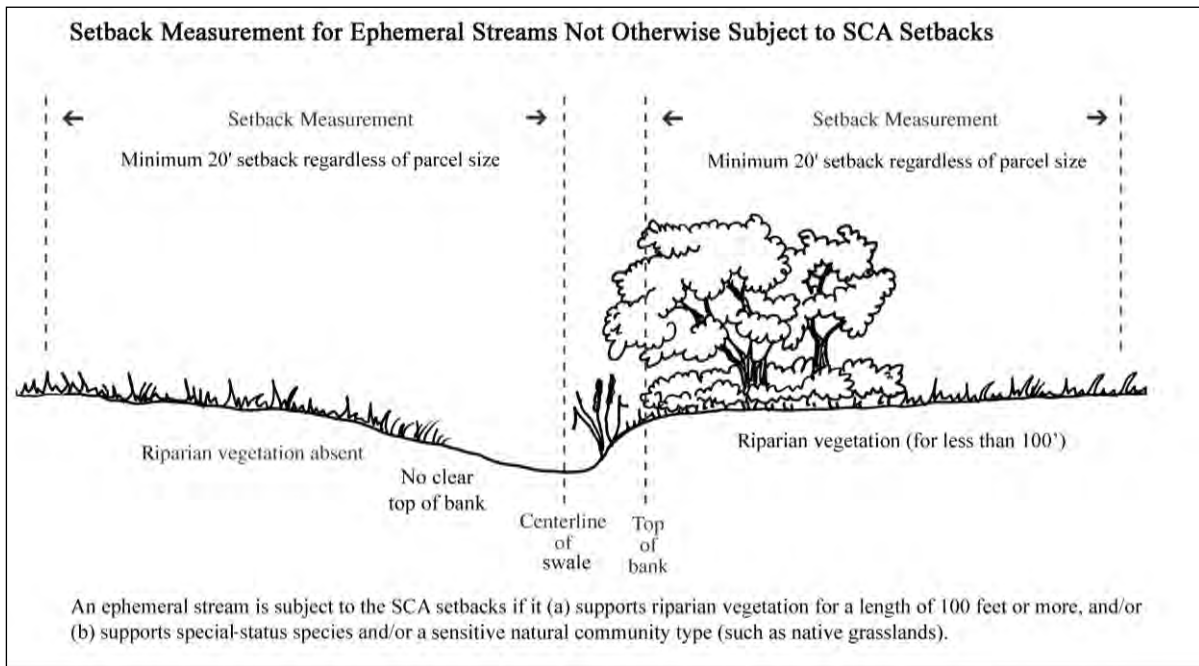 Setback Measurement for Ephemeral Streams Not Otherwise Subject to SCA Setbacks
Setback Measurement
Minimum 20' setback regardless of parcel size
Setback Measurement
Minimum 20' setback regardless of parcel size
Riparian vegetation absent
No clear
top of bank
Centerline
of
swale
Top
of
bank
Riparian vegetation (for less than 100')
An ephemeral stream is subject to the SCA setbacks if it (a) supports riparian vegetation for a length of 100 feet or more, and/or
(b) supports special-status species and/or a sensitive natural community type (such as native grasslands).